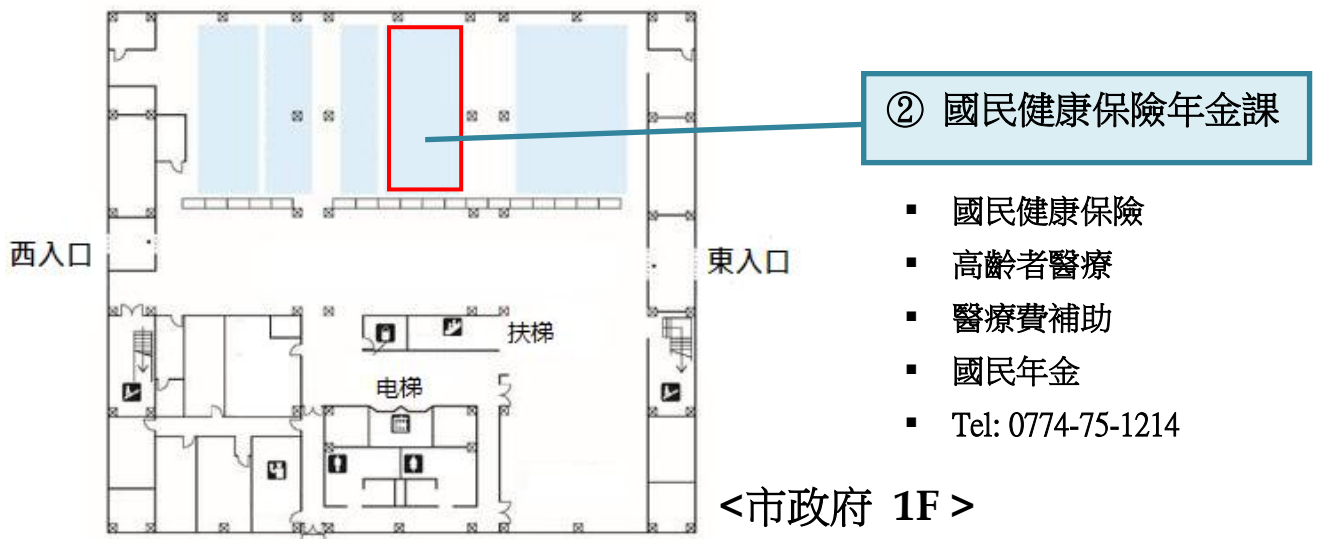 ② 國民健康保險年金課
西入口
東入口
▪ 國民健康保險
▪ 高齡者醫療
▪ 醫療費補助
▪ 國民年金
▪ Tel: 0774-75-1214
扶梯
电梯
<市政府 1F >